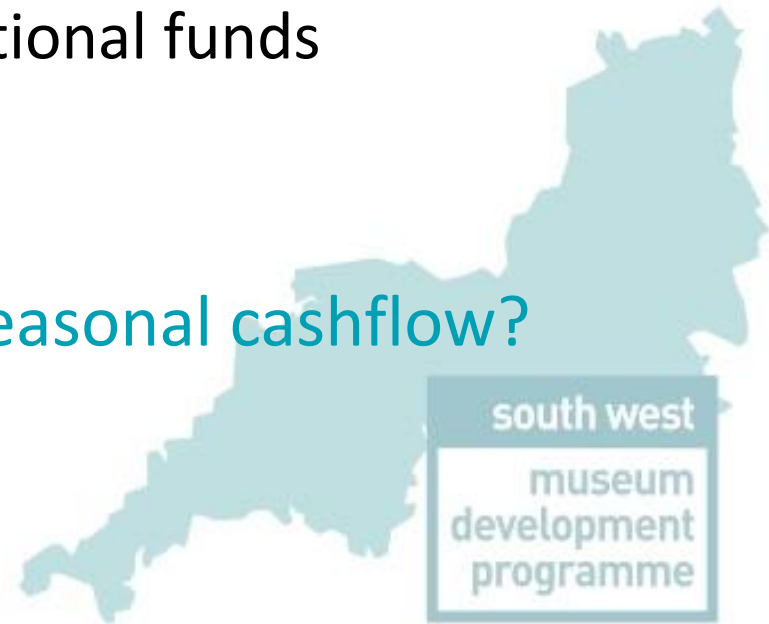 tional funds
easonal cashflow?
south west
museum
development
programme